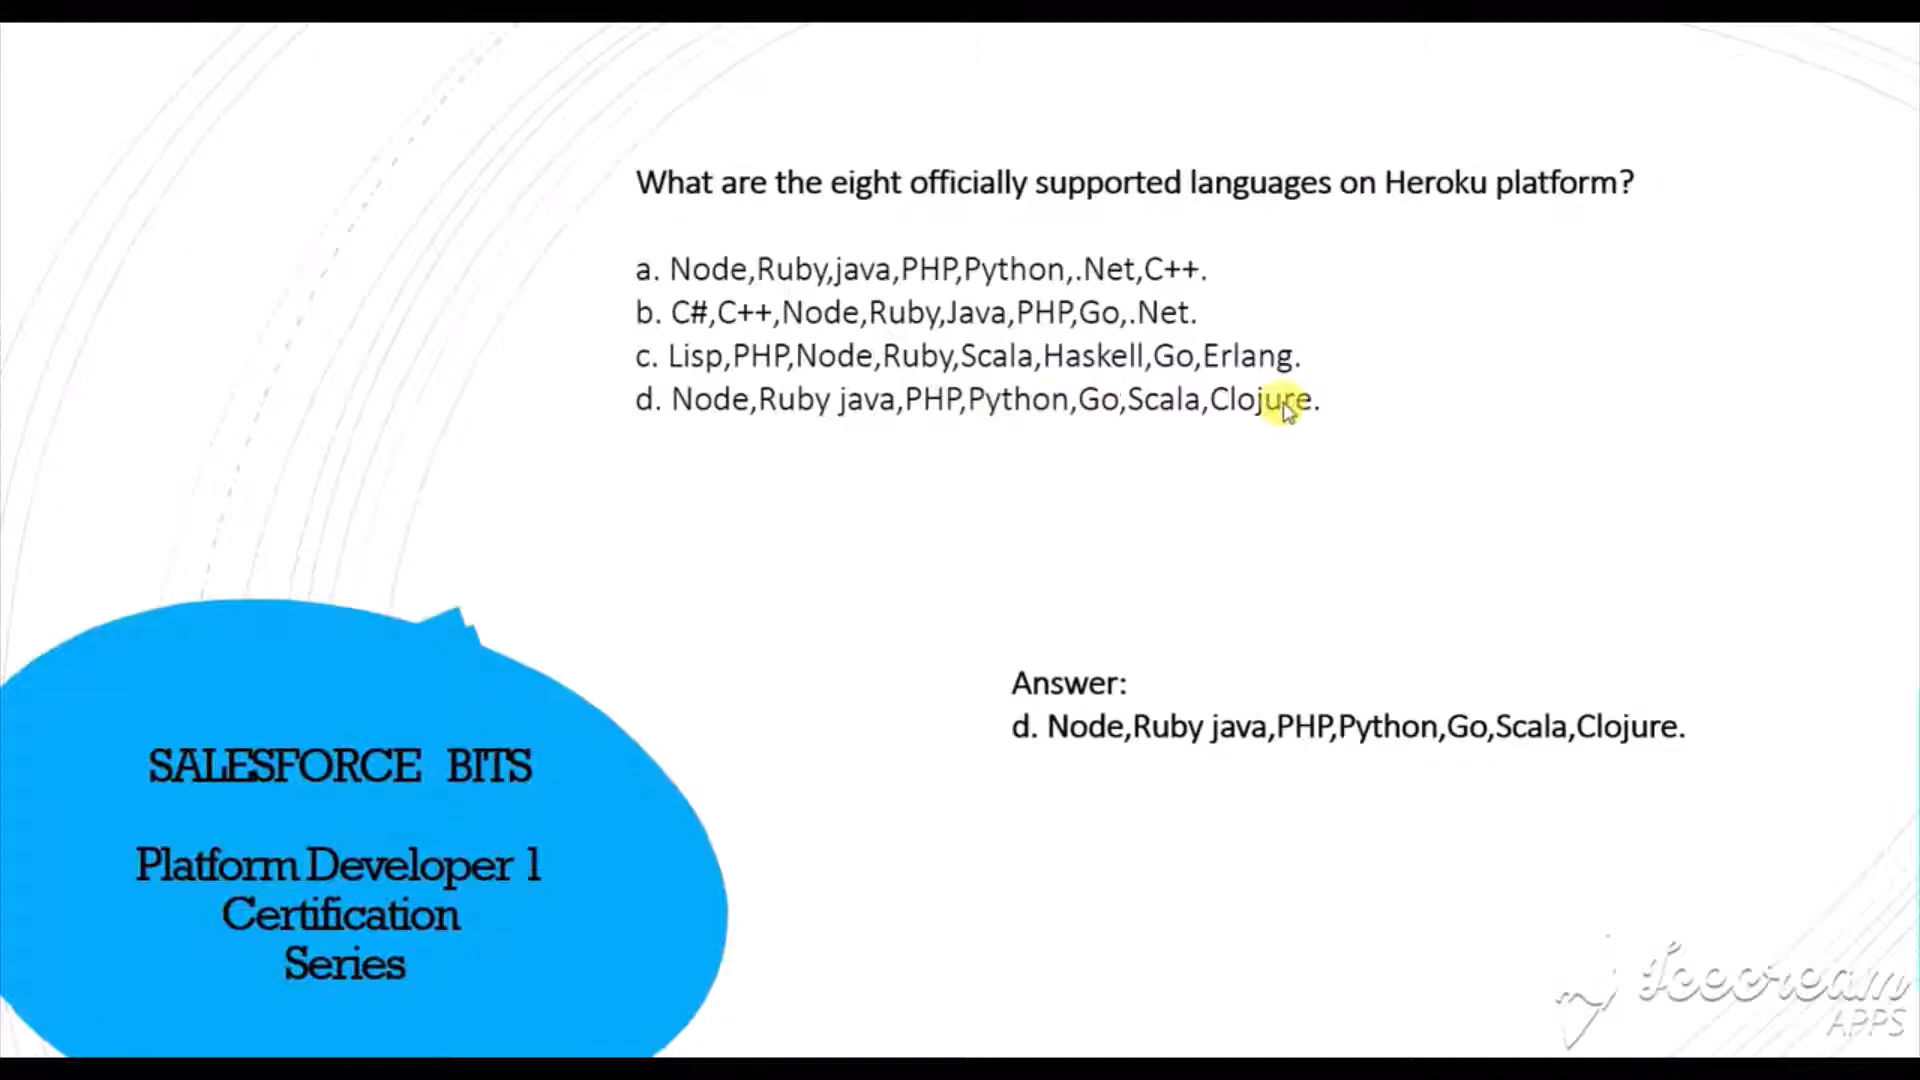 What are the eight officially supported languages on Heroku platform?
a. Node,Ruby,java,PHP,Python,.Net,C++.
b. C#,C++,Node,Ruby,Java,PHP,Go,.Net.
c. Lisp,PHP,Node,Ruby,Scala,Haskell,Go,Erlang.
d. Node,Ruby java,PHP,Python,Go,Scala,Clojure.
Answer:
d. Node,Ruby java,PHP,Python,Go,Scala,Clojure.
SALESFORCE BITS
Platform Developer 1
Certification
Series
Icecream
APPS